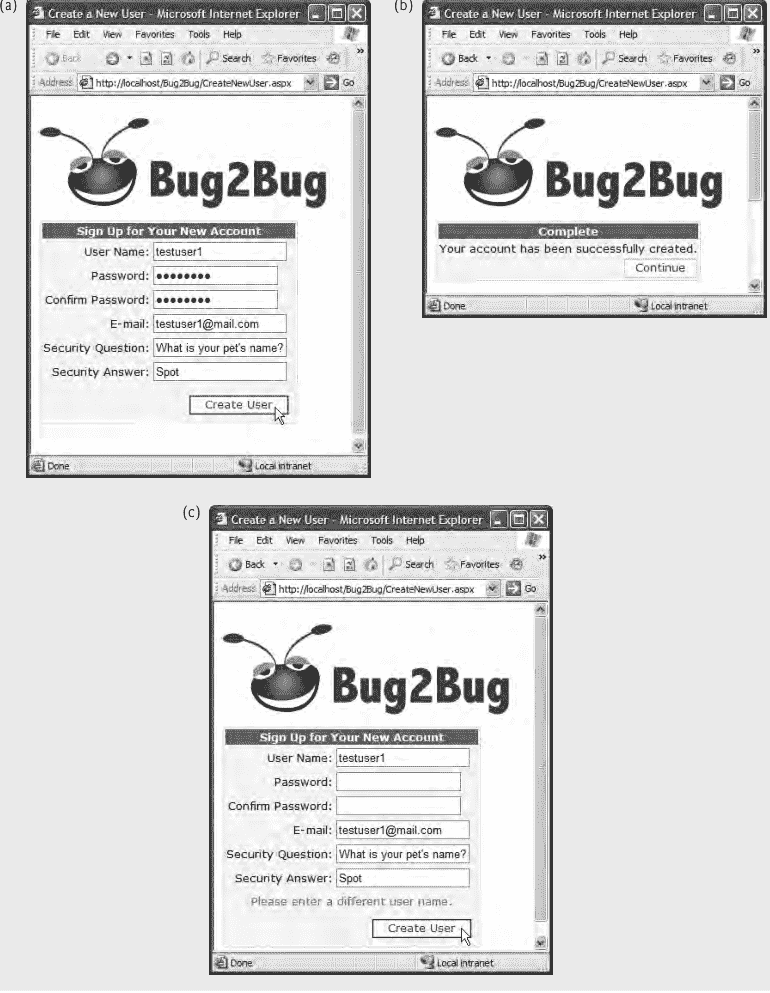 (a)
Create a New User - Microsoft Internet Explorer
File Edit View Favorites Tools Help
Back Search Favorites »
Address http://localhost/Bug2Bug/CreateNewUser.aspx Go
Bug2Bug
Sign Up for Your New Account
User Name: testuser1
Password: ●●●●●●●●
Confirm Password: ●●●●●●●●
E-mail: testuser1@mail.com
Security Question: What is your pet's name?
Security Answer: Spot
Create User
Done Local intranet
(b)
Create a New User - Microsoft Internet Explorer
File Edit View Favorites Tools Help
Back Search Favorites »
Address http://localhost/Bug2Bug/CreateNewUser.aspx Go
Bug2Bug
Complete
Your account has been successfully created.
Continue
Done Local intranet
(c)
Create a New User - Microsoft Internet Explorer
File Edit View Favorites Tools Help
Back Search Favorites »
Address http://localhost/Bug2Bug/CreateNewUser.aspx Go
Bug2Bug
Sign Up for Your New Account
User Name: testuser1
Password:
Confirm Password:
E-mail: testuser1@mail.com
Security Question: What is your pet's name?
Security Answer: Spot
Please enter a different user name.
Create User
Done Local intranet